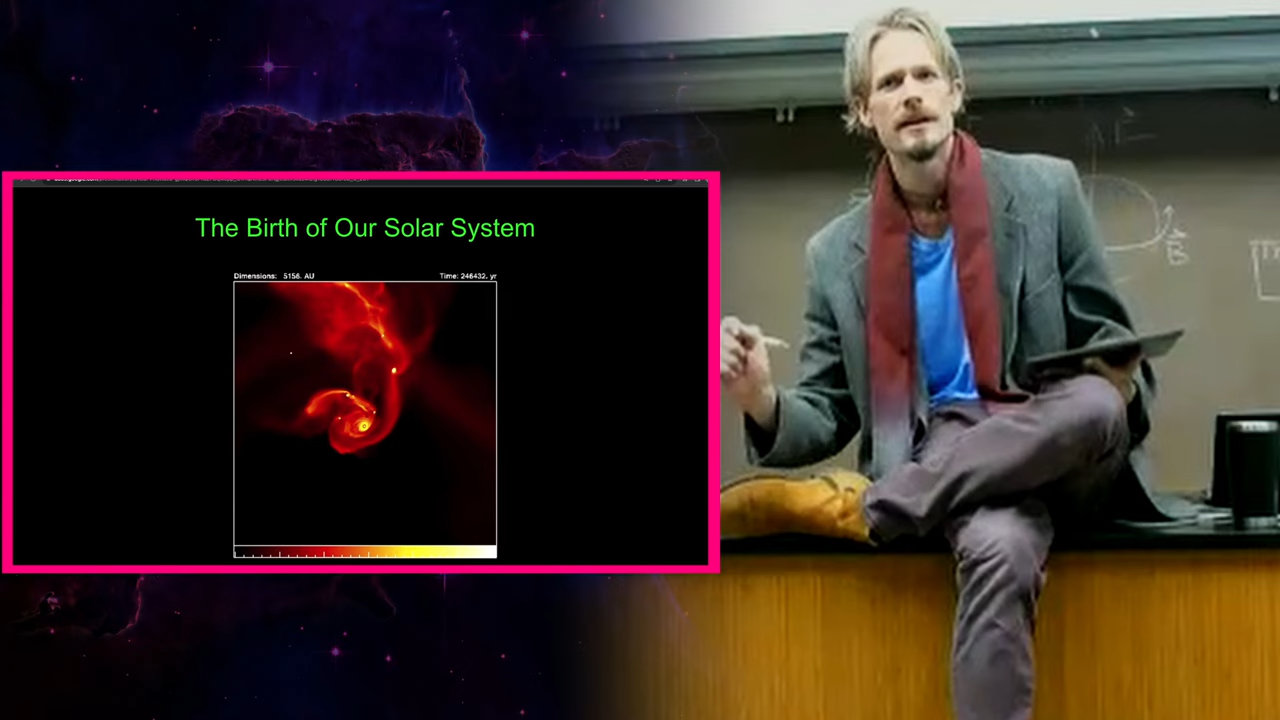 The Birth of Our Solar System
Dimensions: 5156. AU
Time: 246432. yr
B